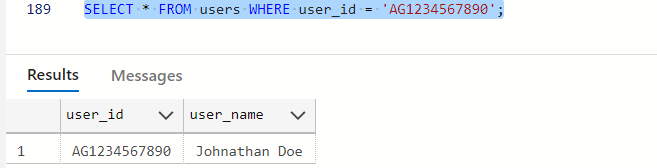 189 SELECT * FROM users WHERE user_id = 'AG1234567890';
Results Messages
user_id user_name
1 AG1234567890 Johnathan Doe